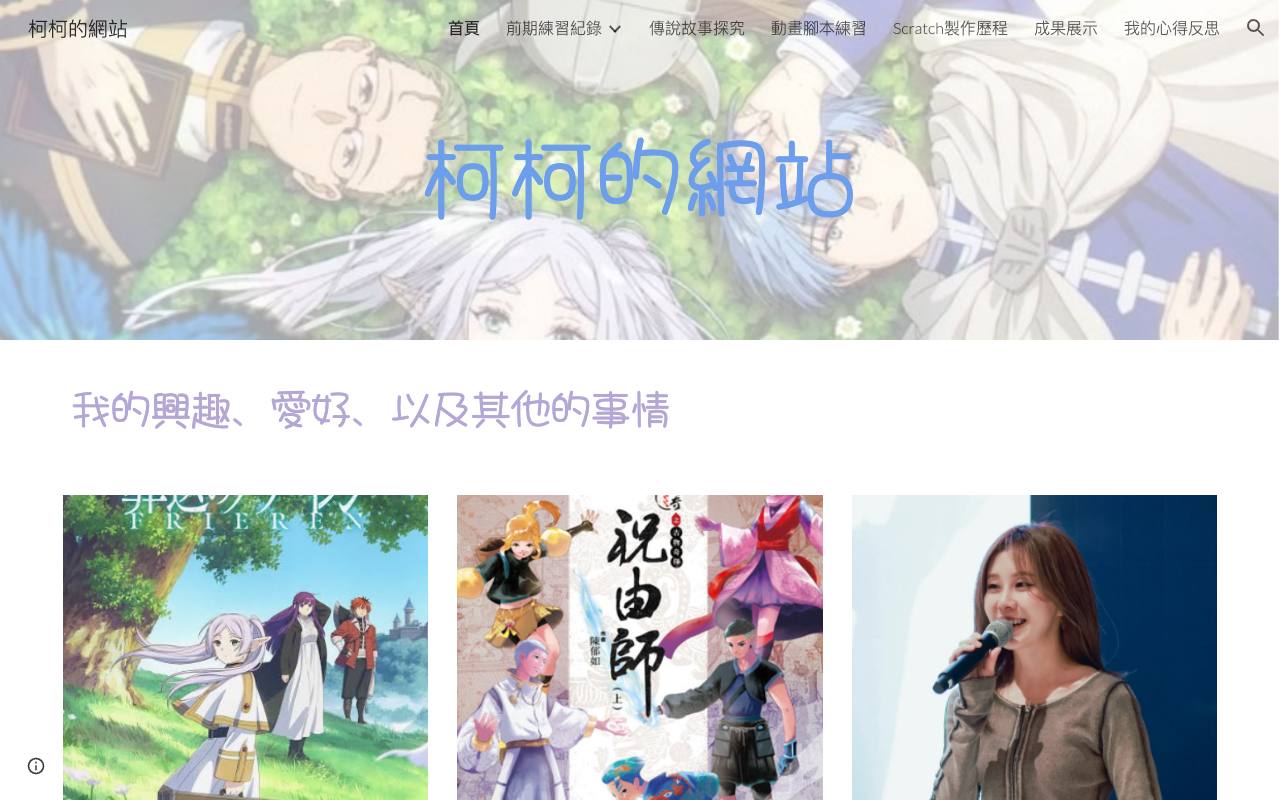 柯柯的網站
首頁
前期練習紀錄
傳說故事探究
動畫腳本練習
Scratch製作歷程
成果展示
我的心得反思
柯柯的網站
我的興趣、愛好、以及其他的事情
FRIEREN
祝由師
陳郁如
(上)